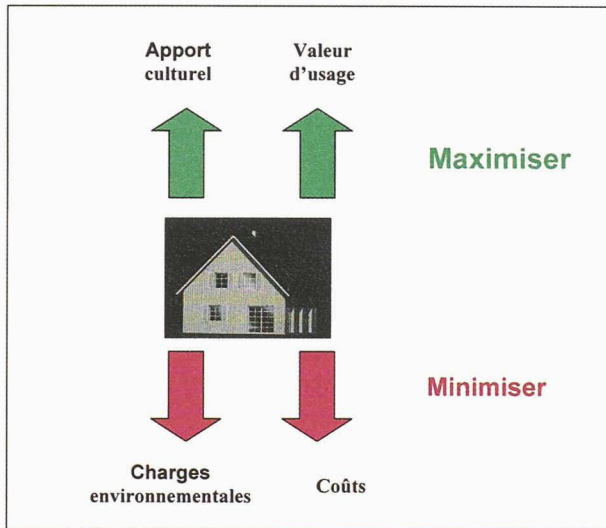 Apport
culturel
Valeur
d'usage
Maximiser
Minimiser
Charges
environnementales
Coûts